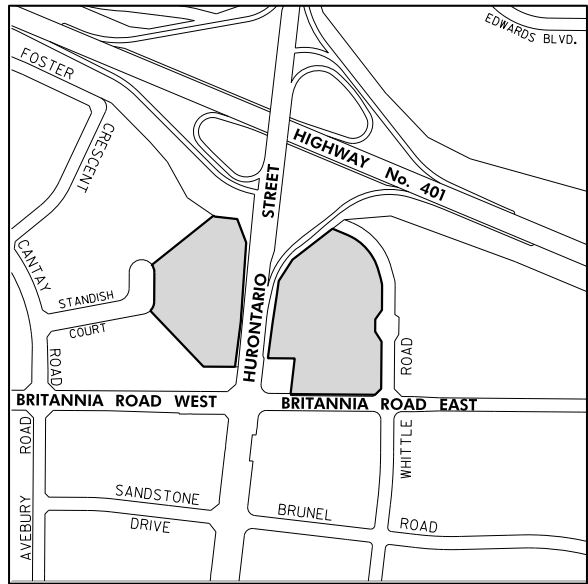 EDWARDS BLVD.
FOSTER
CRESCENT
HIGHWAY No. 401
HURONTARIO STREET
CANTAY
ROAD
STANDISH
COURT
ROAD
BRITANNIA ROAD WEST
BRITANNIA ROAD EAST
AVEBURY ROAD
WHITTLE
SANDSTONE
DRIVE
BRUNEL
ROAD